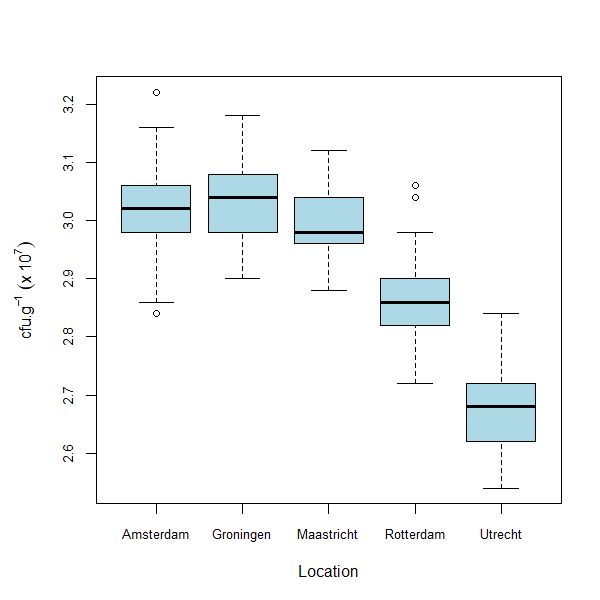 3.2
3.1
3.0
2.9
2.8
2.7
2.6
cfu.g⁻¹ (x 10⁷)
Amsterdam Groningen Maastricht Rotterdam Utrecht
Location